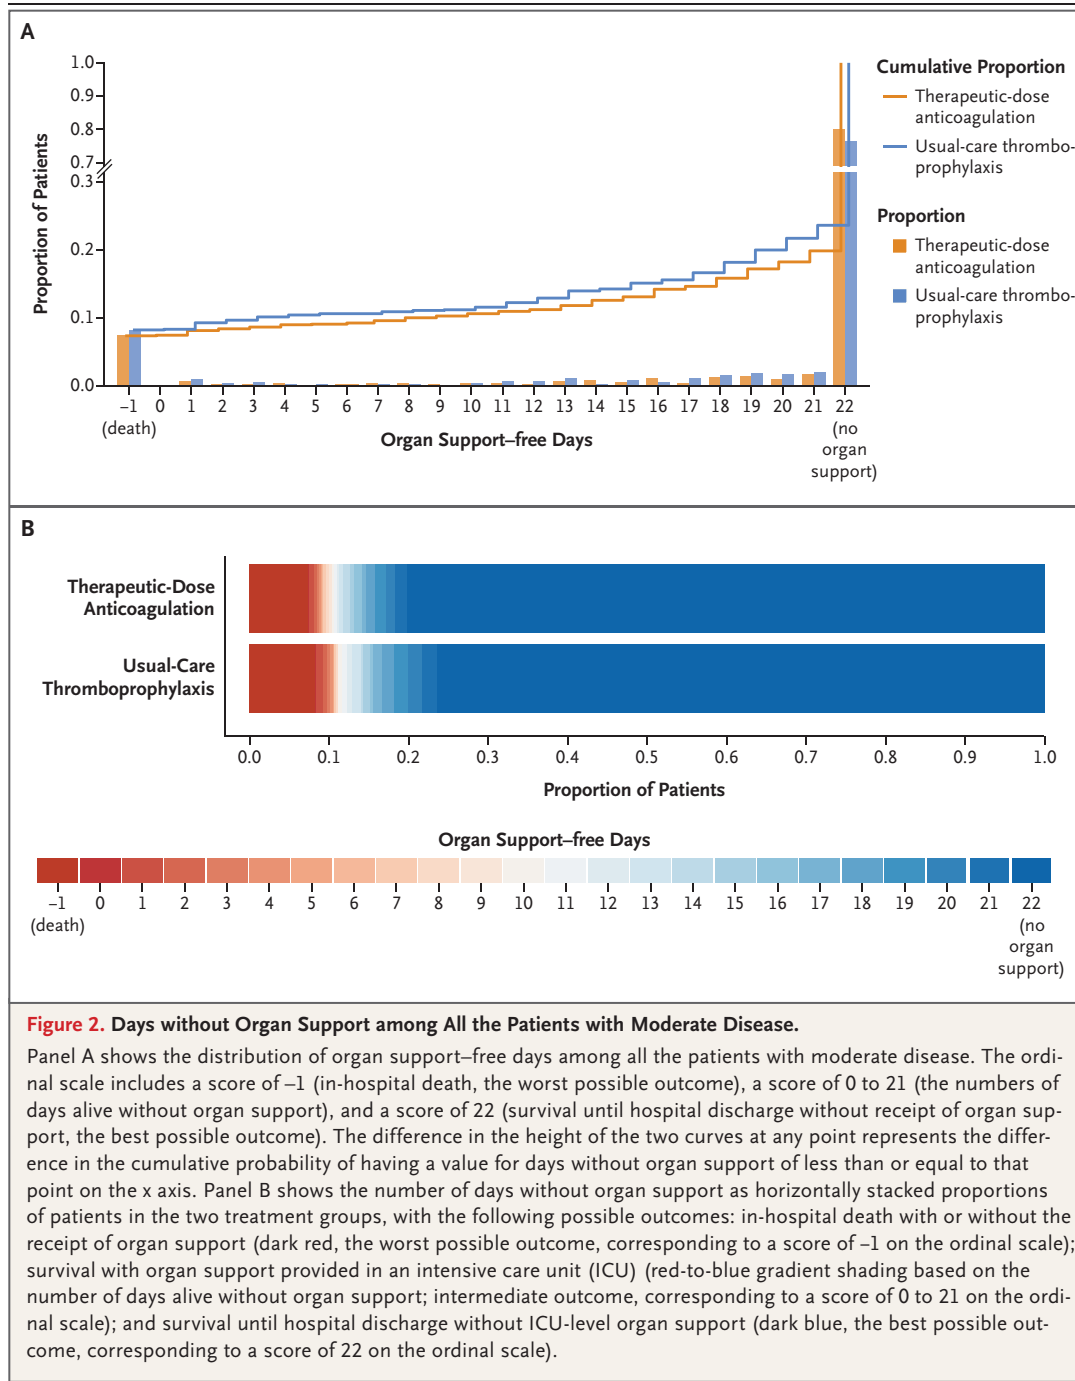 A
1.0
0.9
0.8
0.7
0.3
0.2
0.1
0.0
Proportion of Patients
–1 0 1 2 3 4 5 6 7 8 9 10 11 12 13 14 15 16 17 18 19 20 21 22
(death)
(no
organ
support)
Organ Support–free Days
Cumulative Proportion
Therapeutic-dose
anticoagulation
Usual-care thrombo-
prophylaxis
Proportion
Therapeutic-dose
anticoagulation
Usual-care thrombo-
prophylaxis
B
Therapeutic-Dose
Anticoagulation
Usual-Care
Thromboprophylaxis
0.0 0.1 0.2 0.3 0.4 0.5 0.6 0.7 0.8 0.9 1.0
Proportion of Patients
Organ Support–free Days
–1 0 1 2 3 4 5 6 7 8 9 10 11 12 13 14 15 16 17 18 19 20 21 22
(death)
(no
organ
support)
Figure 2. Days without Organ Support among All the Patients with Moderate Disease.
Panel A shows the distribution of organ support–free days among all the patients with moderate disease. The ordi-
nal scale includes a score of –1 (in-hospital death, the worst possible outcome), a score of 0 to 21 (the numbers of
days alive without organ support), and a score of 22 (survival until hospital discharge without receipt of organ sup-
port, the best possible outcome). The difference in the height of the two curves at any point represents the differ-
ence in the cumulative probability of having a value for days without organ support of less than or equal to that
point on the x axis. Panel B shows the number of days without organ support as horizontally stacked proportions
of patients in the two treatment groups, with the following possible outcomes: in-hospital death with or without the
receipt of organ support (dark red, the worst possible outcome, corresponding to a score of –1 on the ordinal scale);
survival with organ support provided in an intensive care unit (ICU) (red-to-blue gradient shading based on the
number of days alive without organ support; intermediate outcome, corresponding to a score of 0 to 21 on the ordi-
nal scale); and survival until hospital discharge without ICU-level organ support (dark blue, the best possible out-
come, corresponding to a score of 22 on the ordinal scale).